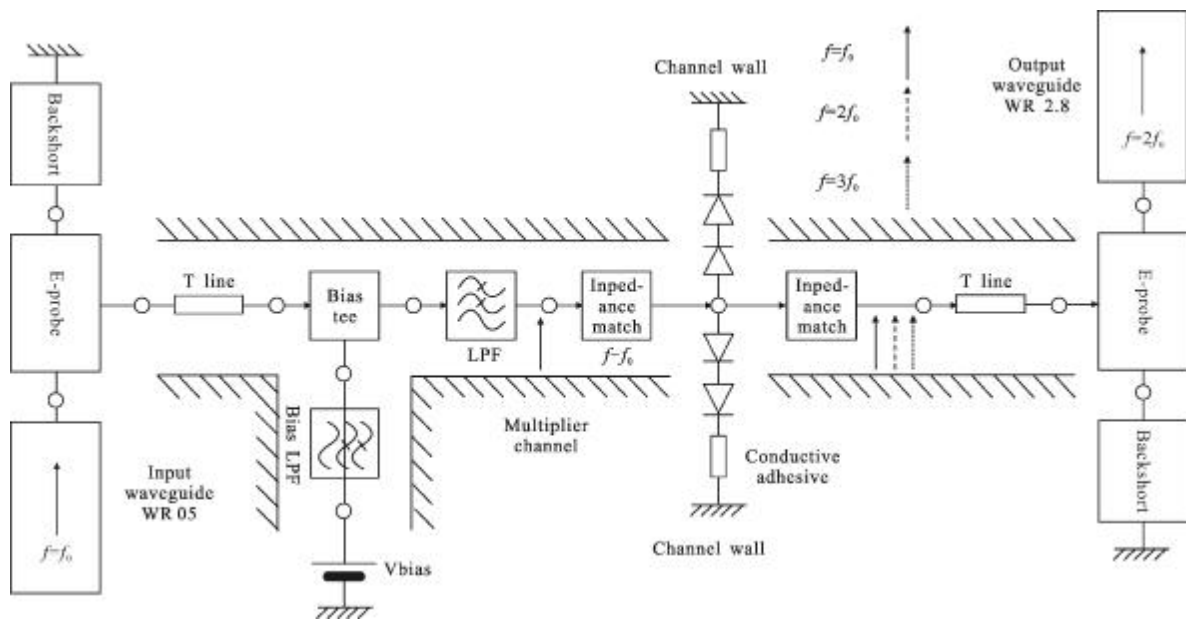 Backshort
E-probe
Input
waveguide
WR 05
f=f₀
T line
Bias
tee
Bias LPF
Vbias
LPF
Inped-
ance
match
f=f₀
Multiplier
channel
Channel wall
Conductive
adhesive
Channel wall
f=f₀
f=2f₀
f=3f₀
Inped-
ance
match
T line
Output
waveguide
WR 2.8
f=2f₀
E-probe
Backshort